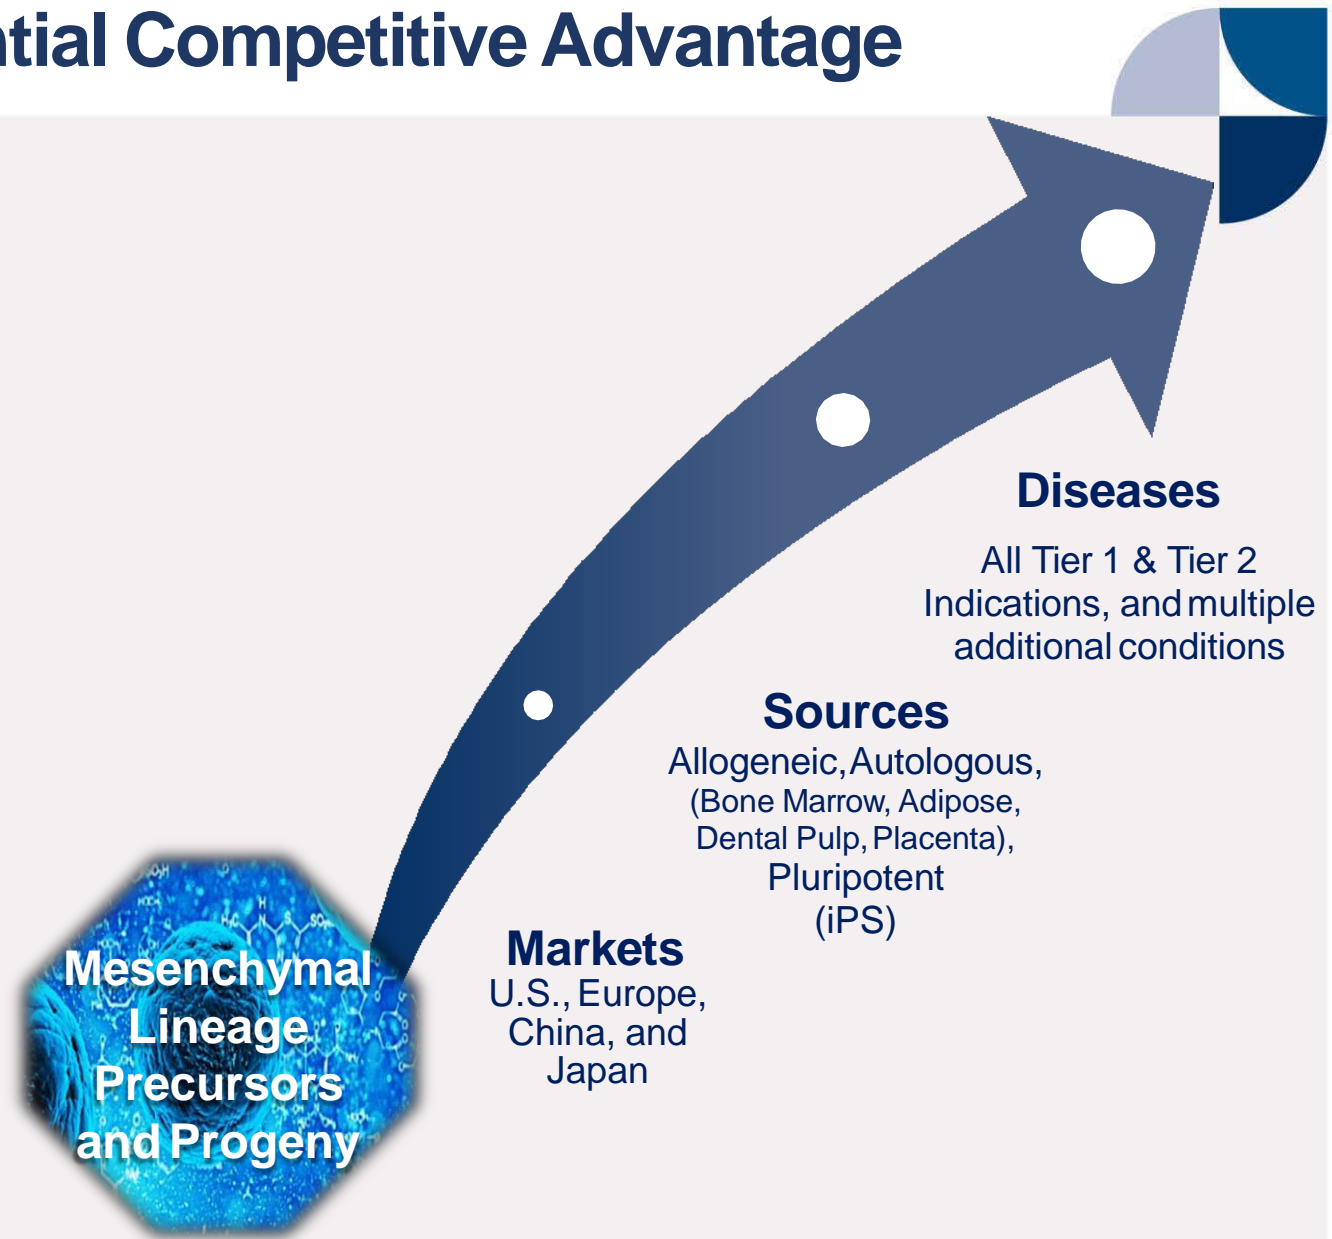 ntial Competitive Advantage
Diseases
All Tier 1 & Tier 2
Indications, and multiple
additional conditions
Sources
Allogeneic, Autologous,
(Bone Marrow, Adipose,
Dental Pulp, Placenta),
Pluripotent
(iPS)
Markets
U.S., Europe,
China, and
Japan
Mesenchymal
Lineage
Precursors
and Progeny